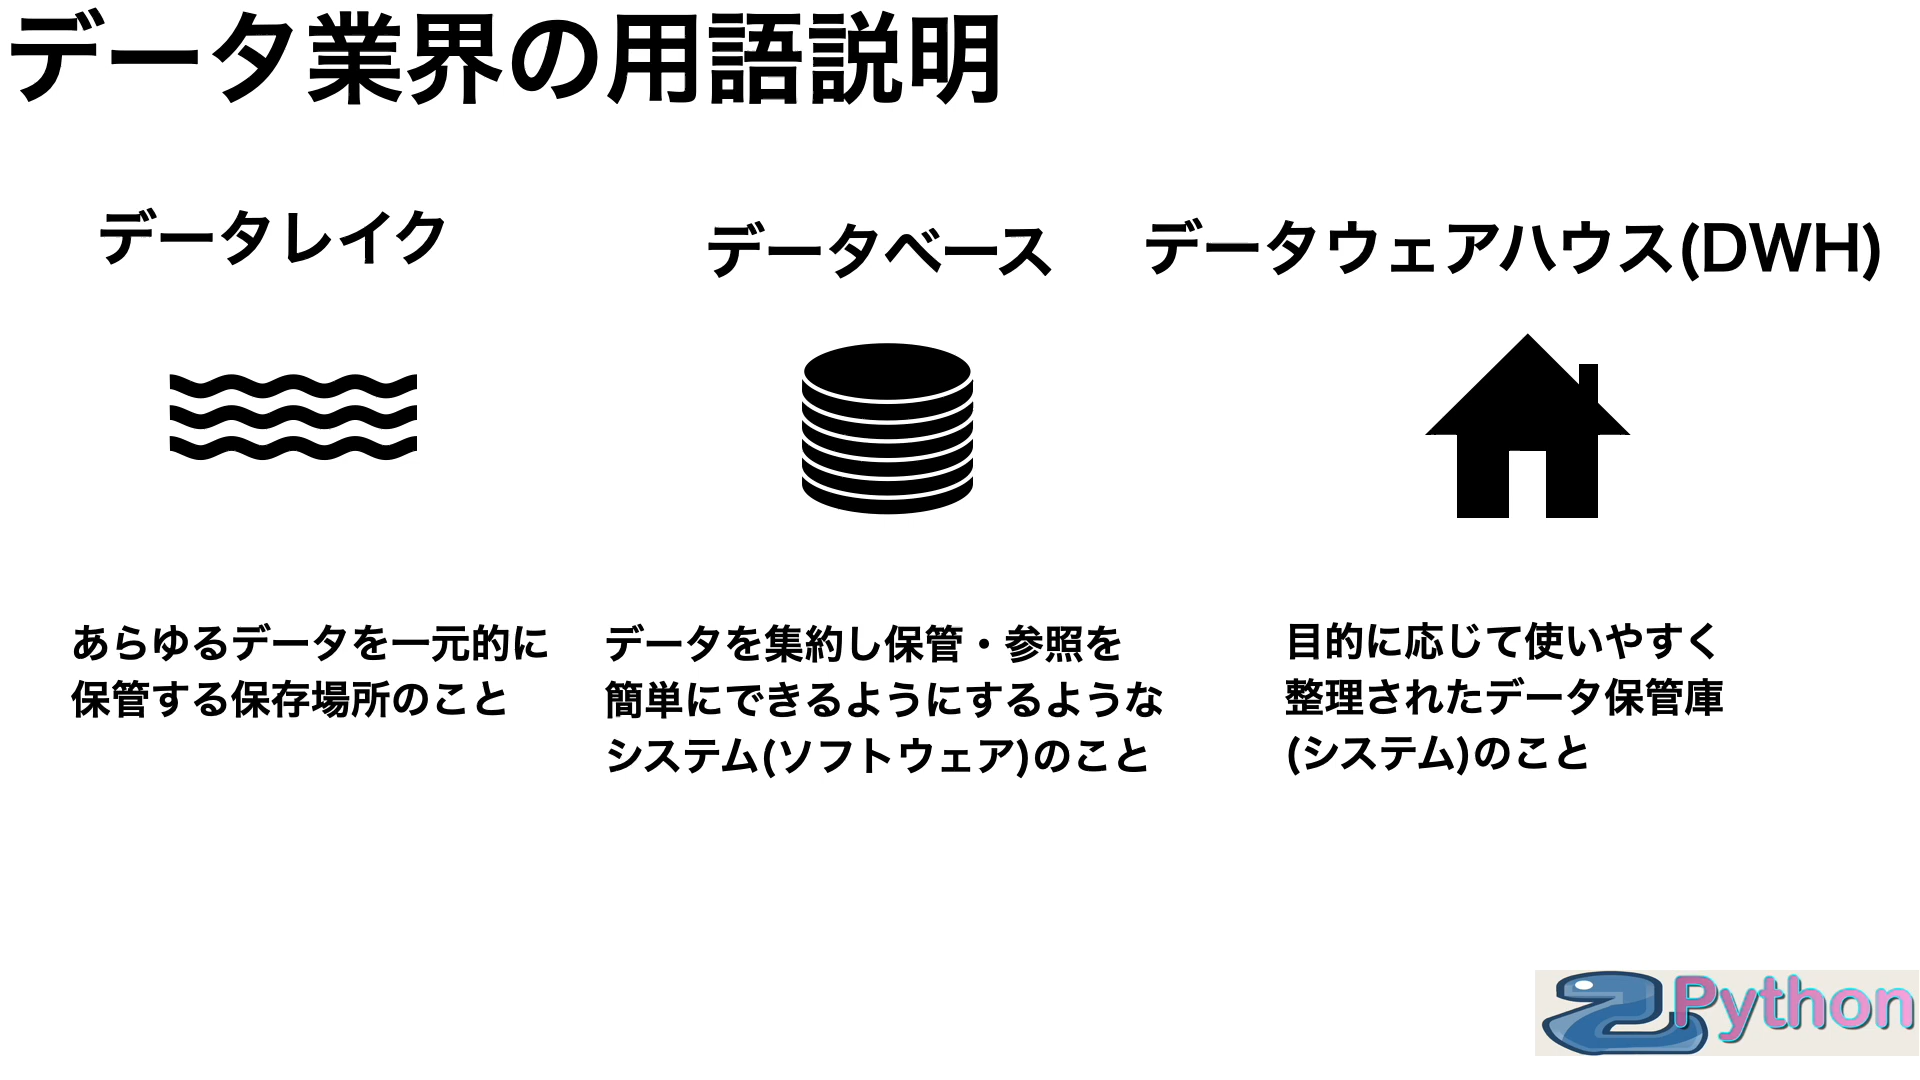 データ業界の用語説明
データレイク
データベース
データウェアハウス(DWH)
あらゆるデータを一元的に
保管する保存場所のこと
データを集約し保管・参照を
簡単にできるようにするような
システム(ソフトウェア)のこと
目的に応じて使いやすく
整理されたデータ保管庫
(システム)のこと
Python